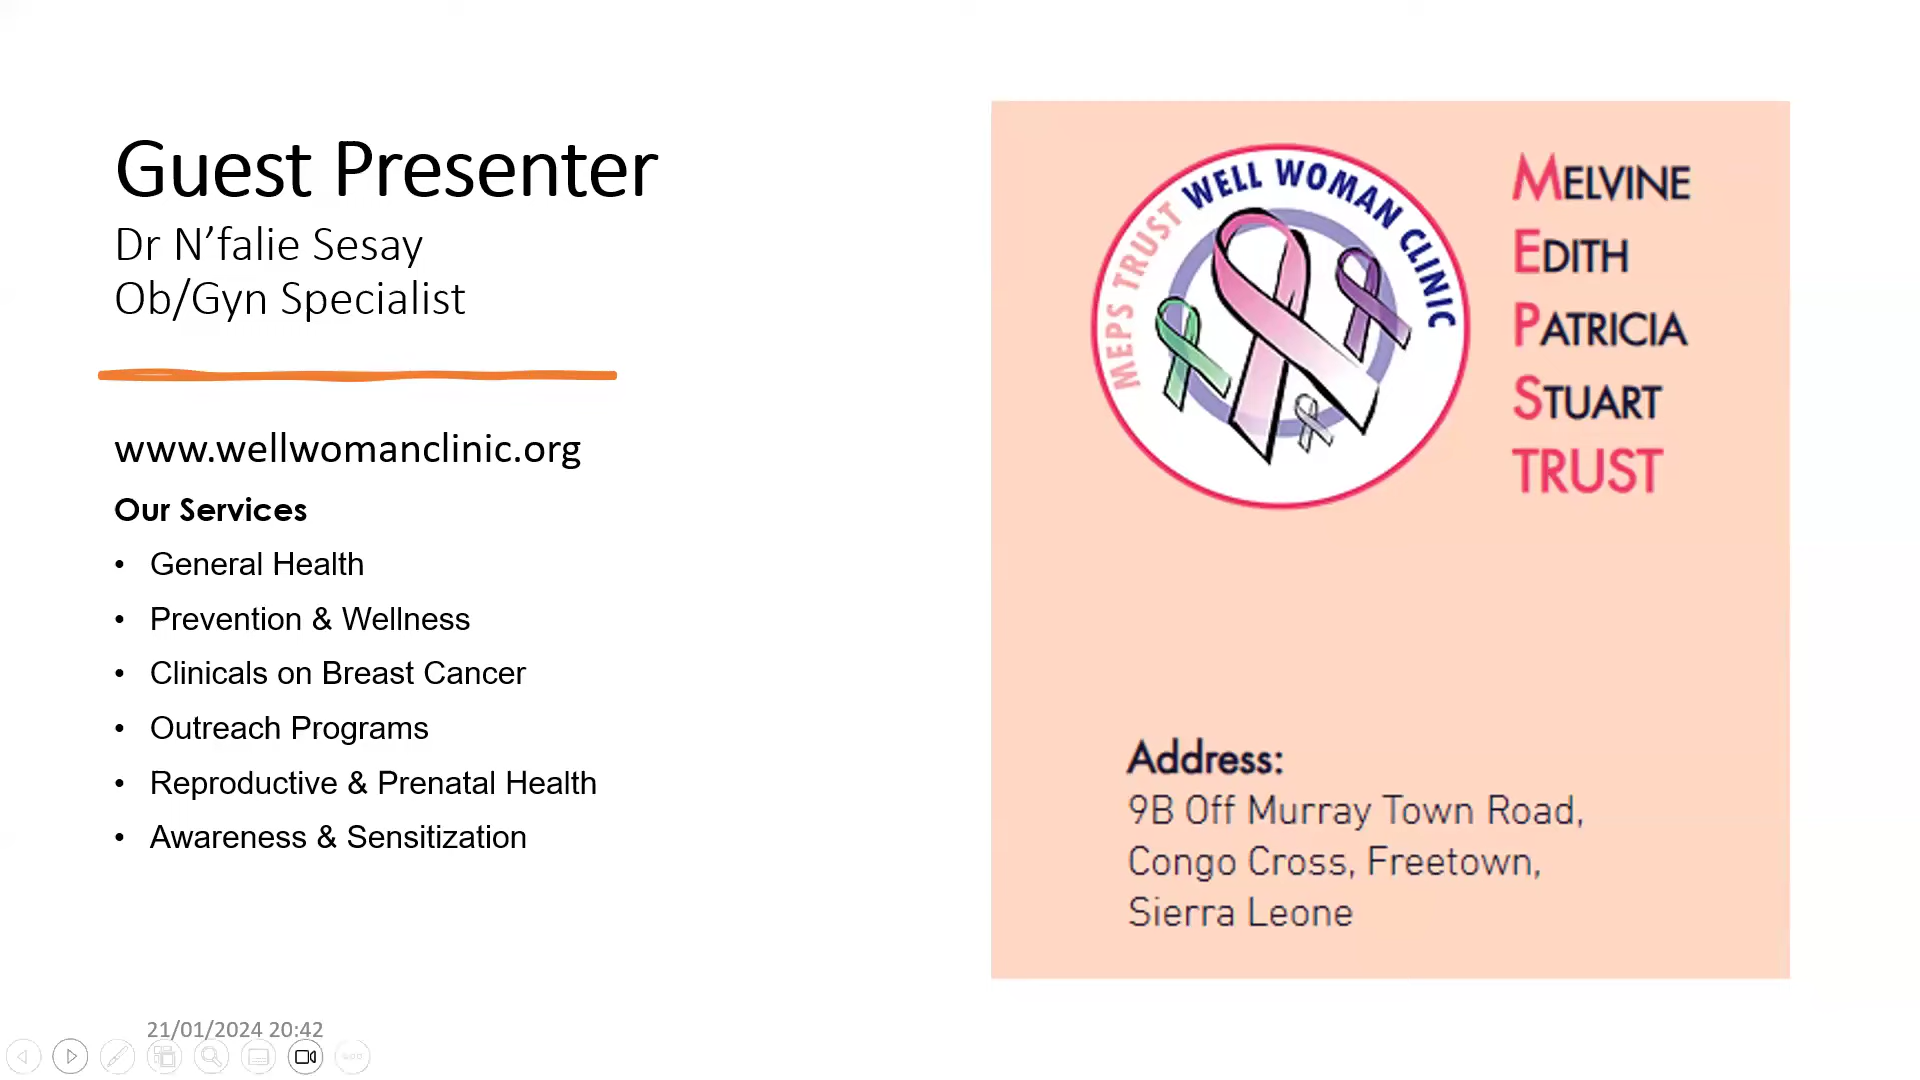 Guest Presenter
Dr N’falie Sesay
Ob/Gyn Specialist
www.wellwomanclinic.org
Our Services
• General Health
• Prevention & Wellness
• Clinicals on Breast Cancer
• Outreach Programs
• Reproductive & Prenatal Health
• Awareness & Sensitization
21/01/2024 20:42
MEPS TRUST WELL WOMAN CLINIC
MELVINE
EDITH
PATRICIA
STUART
TRUST
Address:
9B Off Murray Town Road,
Congo Cross, Freetown,
Sierra Leone